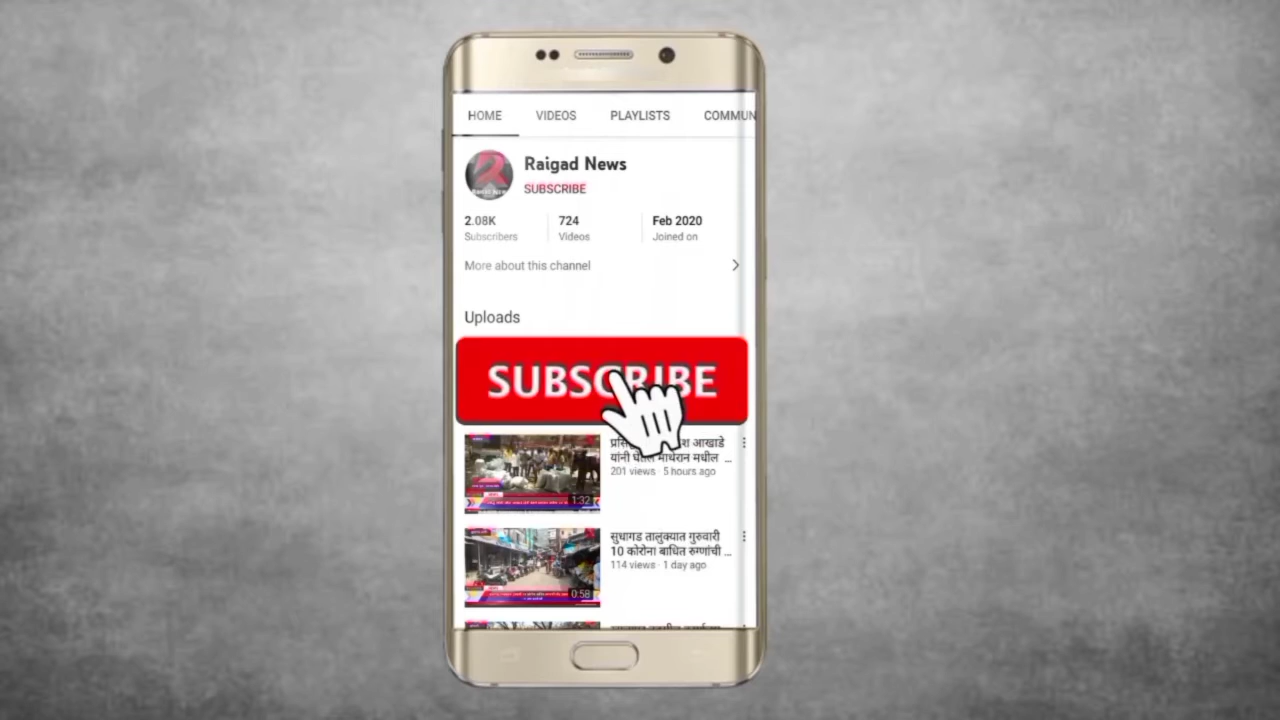 HOME VIDEOS PLAYLISTS COMMUN
Raigad News
SUBSCRIBE
2.08K 724 Feb 2020
Subscribers Videos Joined on
More about this channel
Uploads
SUBSCRIBE
आखाडे
यांनी माथेरान मधील ...
201 views · 5 hours ago
1:32
सुधागड तालुक्यात गुरुवारी
10 कोरोना बाधित रुग्णांची ...
114 views · 1 day ago
0:58